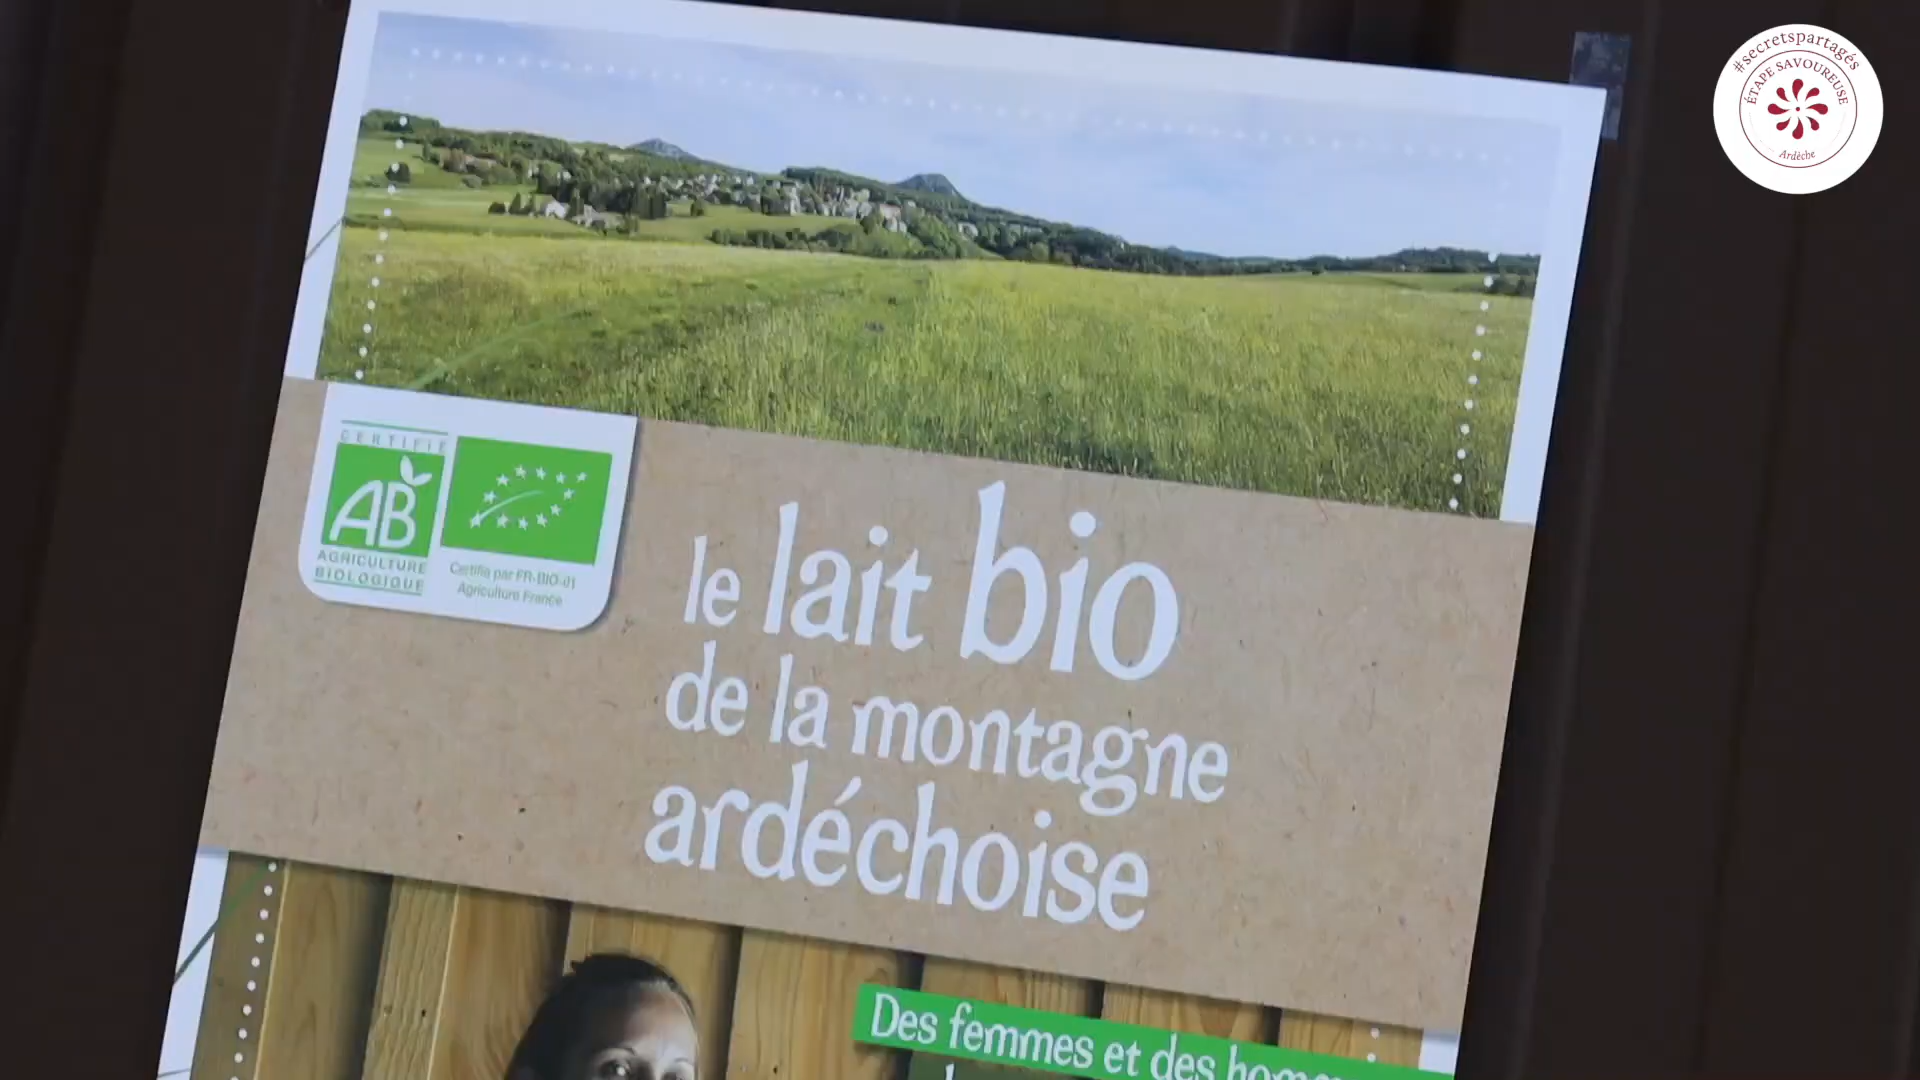 #secretspartagés
ÉTAPE SAVOUREUSE
Ardèche
CERTIFIÉ
AB
AGRICULTURE
BIOLOGIQUE
Certifié par FR-BIO-01
Agriculture France
le lait bio
de la montagne
ardéchoise
Des femmes et des